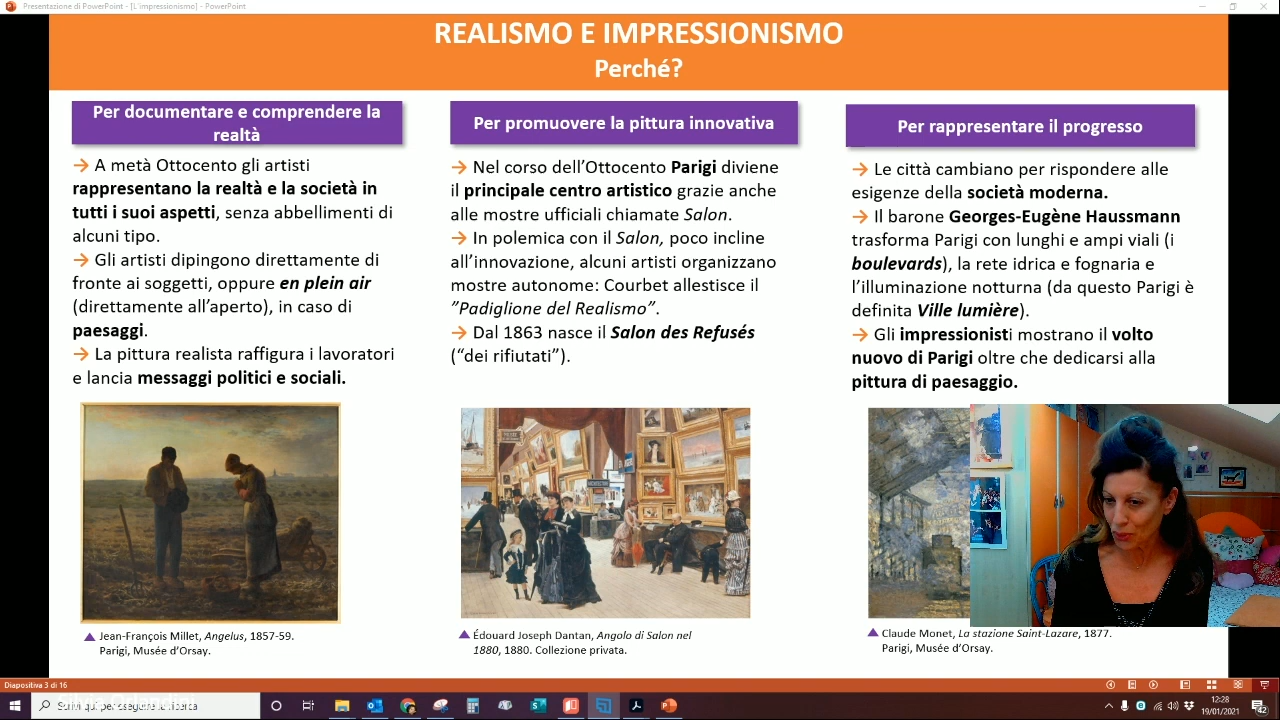 Presentazione di PowerPoint - [L'impressionismo] - PowerPoint
REALISMO E IMPRESSIONISMO
Perché?
Per documentare e comprendere la
realtà
→ A metà Ottocento gli artisti
rappresentano la realtà e la società in
tutti i suoi aspetti, senza abbellimenti di
alcuni tipo.
→ Gli artisti dipingono direttamente di
fronte ai soggetti, oppure en plein air
(direttamente all'aperto), in caso di
paesaggi.
→ La pittura realista raffigura i lavoratori
e lancia messaggi politici e sociali.
Jean-François Millet, Angelus, 1857-59.
Parigi, Musée d'Orsay.
Per promuovere la pittura innovativa
→ Nel corso dell'Ottocento Parigi diviene
il principale centro artistico grazie anche
alle mostre ufficiali chiamate Salon.
→ In polemica con il Salon, poco incline
all'innovazione, alcuni artisti organizzano
mostre autonome: Courbet allestisce il
"Padiglione del Realismo".
→ Dal 1863 nasce il Salon des Refusés
("dei rifiutati").
Édouard Joseph Dantan, Angolo di Salon nel
1880, 1880. Collezione privata.
Per rappresentare il progresso
→ Le città cambiano per rispondere alle
esigenze della società moderna.
→ Il barone Georges-Eugène Haussmann
trasforma Parigi con lunghi e ampi viali (i
boulevards), la rete idrica e fognaria e
l'illuminazione notturna (da questo Parigi è
definita Ville lumière).
→ Gli impressionisti mostrano il volto
nuovo di Parigi oltre che dedicarsi alla
pittura di paesaggio.
Claude Monet, La stazione Saint-Lazare, 1877.
Parigi, Musée d'Orsay.
Diapositiva 3 di 16
12:28
19/01/2021
42